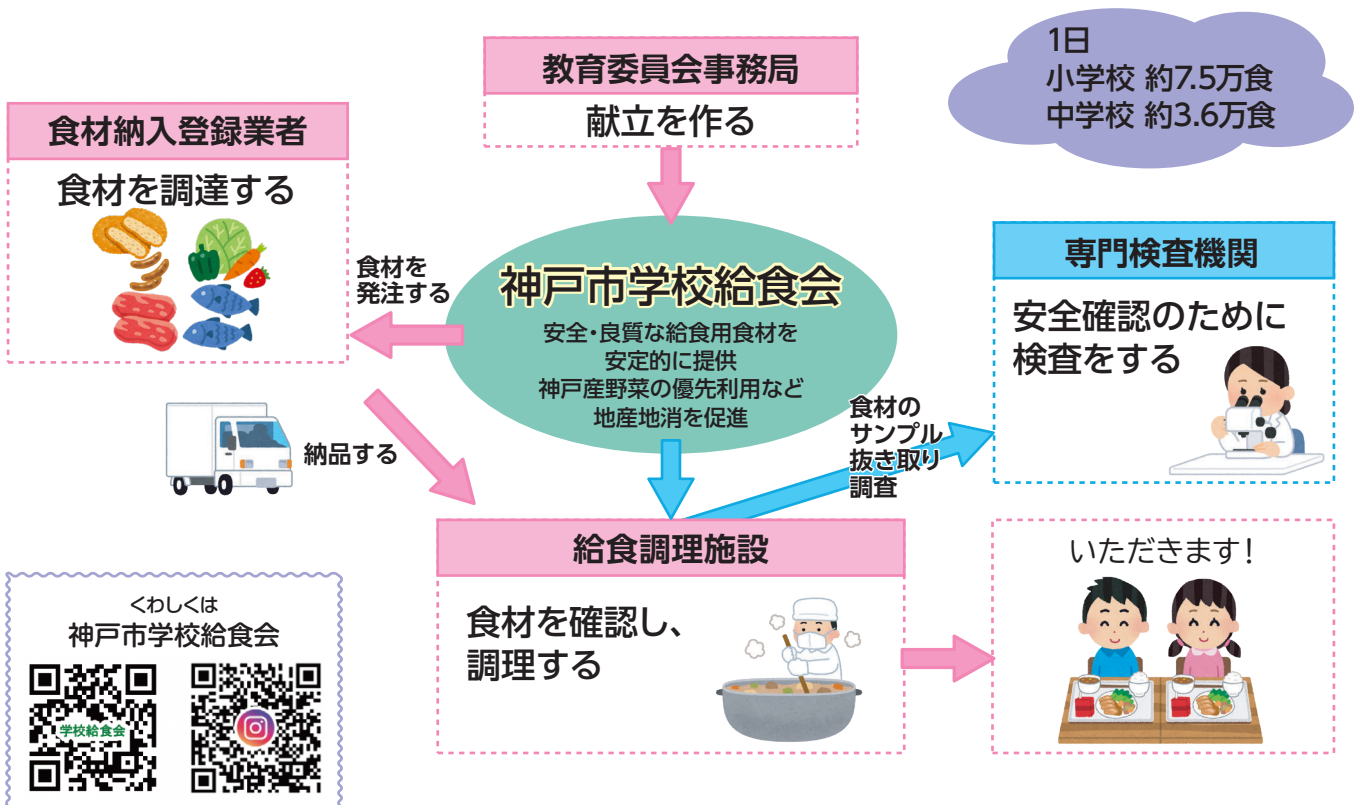 1日
小学校 約7.5万食
中学校 約3.6万食
教育委員会事務局
献立を作る
食材納入登録業者
食材を調達する
食材を
発注する
神戸市学校給食会
安全・良質な給食用食材を
安定的に提供
神戸産野菜の優先利用など
地産地消を促進
専門検査機関
安全確認のために
検査をする
食材の
サンプル
抜き取り
調査
納品する
給食調理施設
食材を確認し、
調理する
いただきます!
くわしくは
神戸市学校給食会
学校給食会